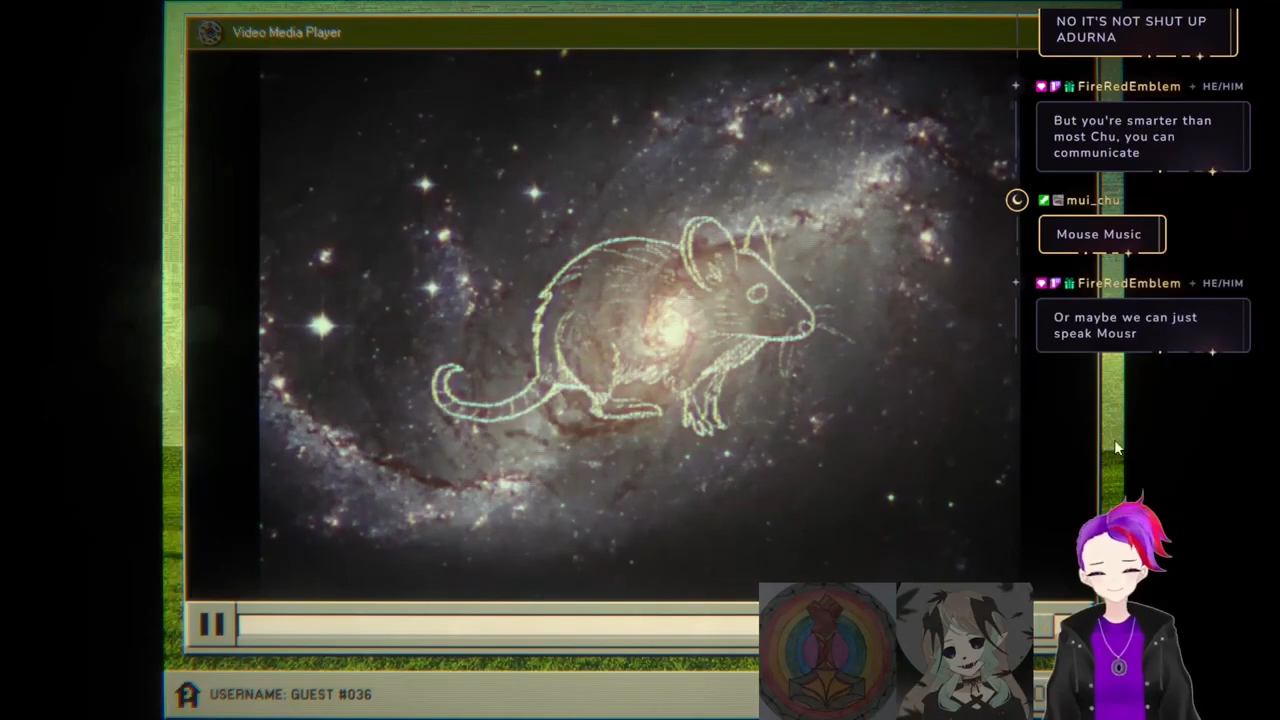 Video Media Player
NO IT'S NOT SHUT UP
ADURNA
FireRedEmblem HE/HIM
But you're smarter than
most Chu, you can
communicate
mui_chu
Mouse Music
FireRedEmblem HE/HIM
Or maybe we can just
speak Mousr
USERNAME: GUEST #036